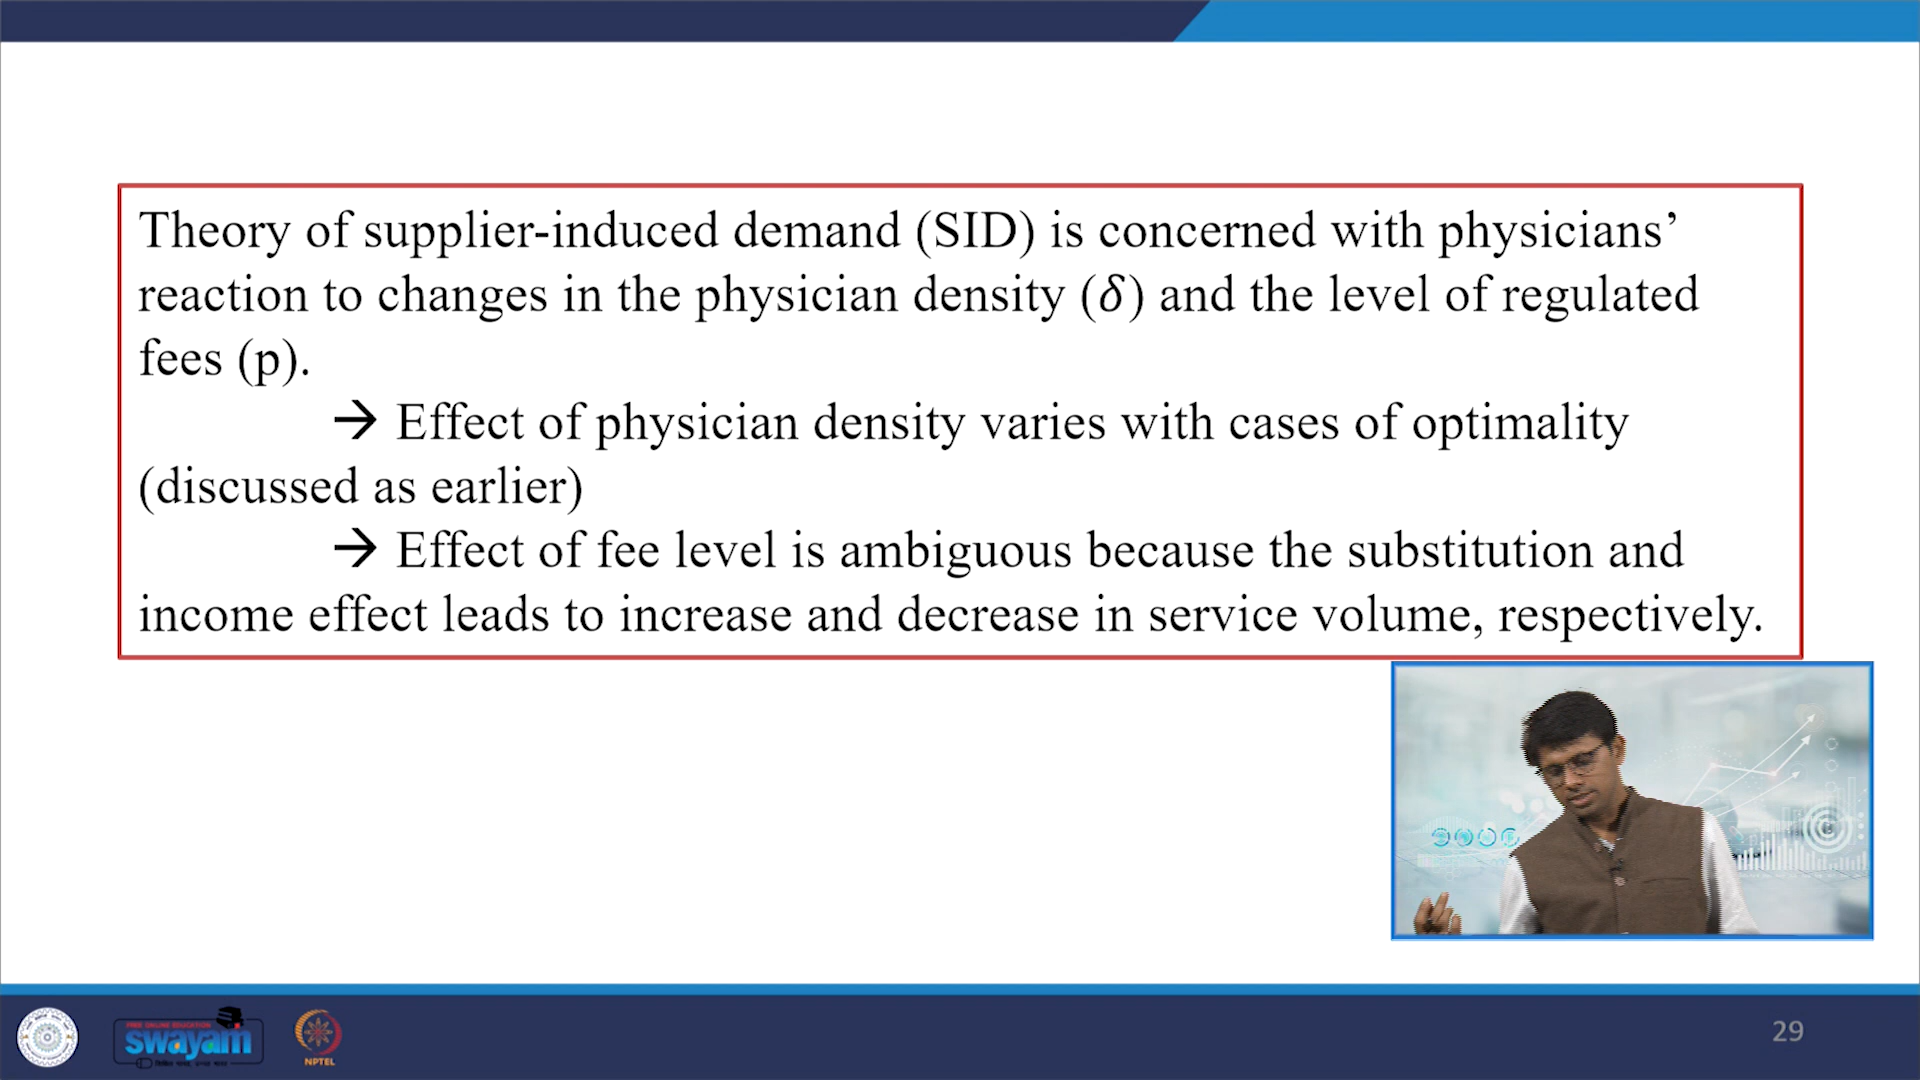 Theory of supplier-induced demand (SID) is concerned with physicians’
reaction to changes in the physician density (δ) and the level of regulated
fees (p).
→ Effect of physician density varies with cases of optimality
(discussed as earlier)
→ Effect of fee level is ambiguous because the substitution and
income effect leads to increase and decrease in service volume, respectively.
FREE ONLINE EDUCATION
swayam
NPTEL
29